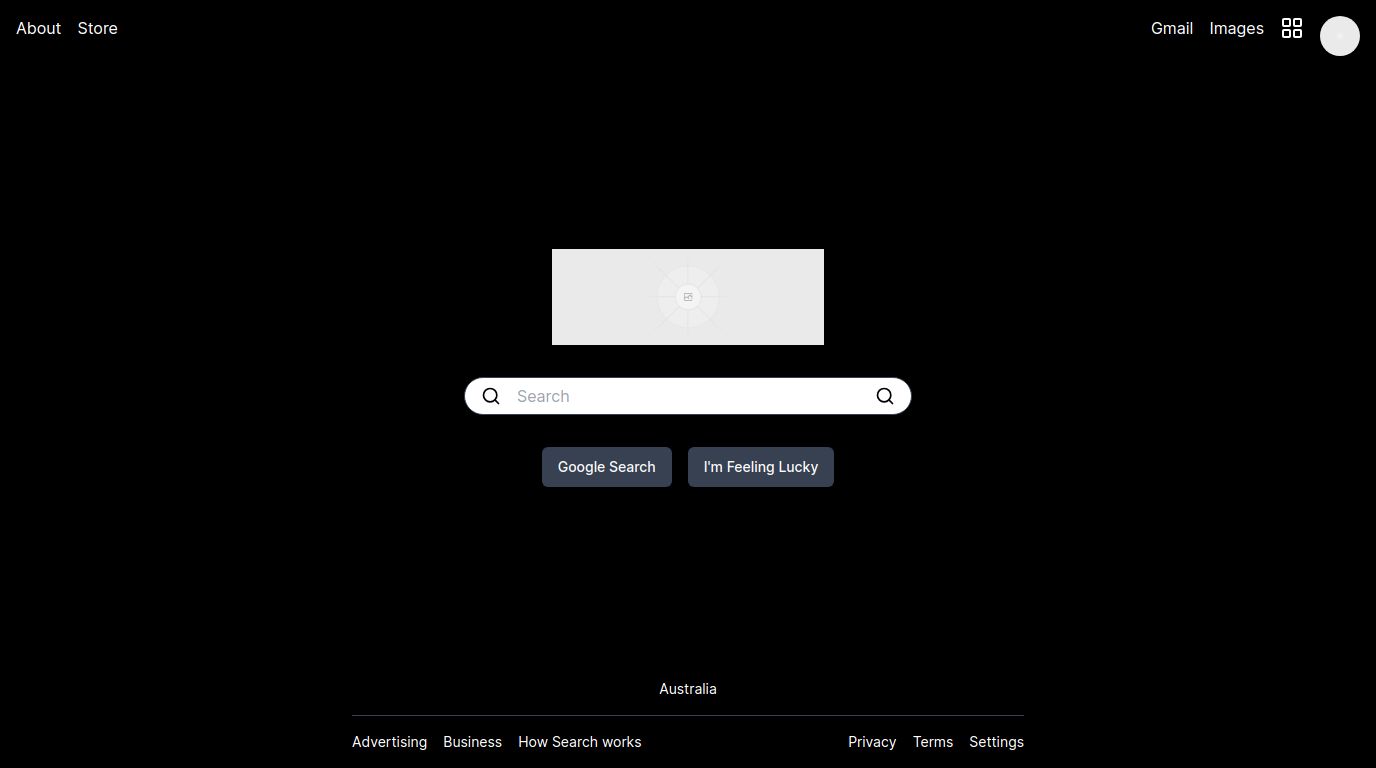 About Store Gmail Images
Search
Google Search I'm Feeling Lucky
Australia
Advertising Business How Search works Privacy Terms Settings